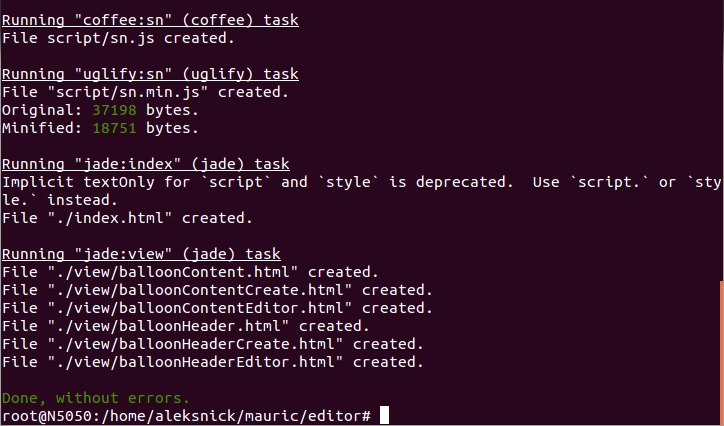 Running "coffee:sn" (coffee) task
File script/sn.js created.
Running "uglify:sn" (uglify) task
File "script/sn.min.js" created.
Original: 37198 bytes.
Minified: 18751 bytes.
Running "jade:index" (jade) task
Implicit textOnly for `script` and `style` is deprecated.  Use `script.` or `sty
le.` instead.
File "./index.html" created.
Running "jade:view" (jade) task
File "./view/balloonContent.html" created.
File "./view/balloonContentCreate.html" created.
File "./view/balloonContentEditor.html" created.
File "./view/balloonHeader.html" created.
File "./view/balloonHeaderCreate.html" created.
File "./view/balloonHeaderEditor.html" created.
Done, without errors.
root@N5050:/home/aleksnick/mauric/editor#